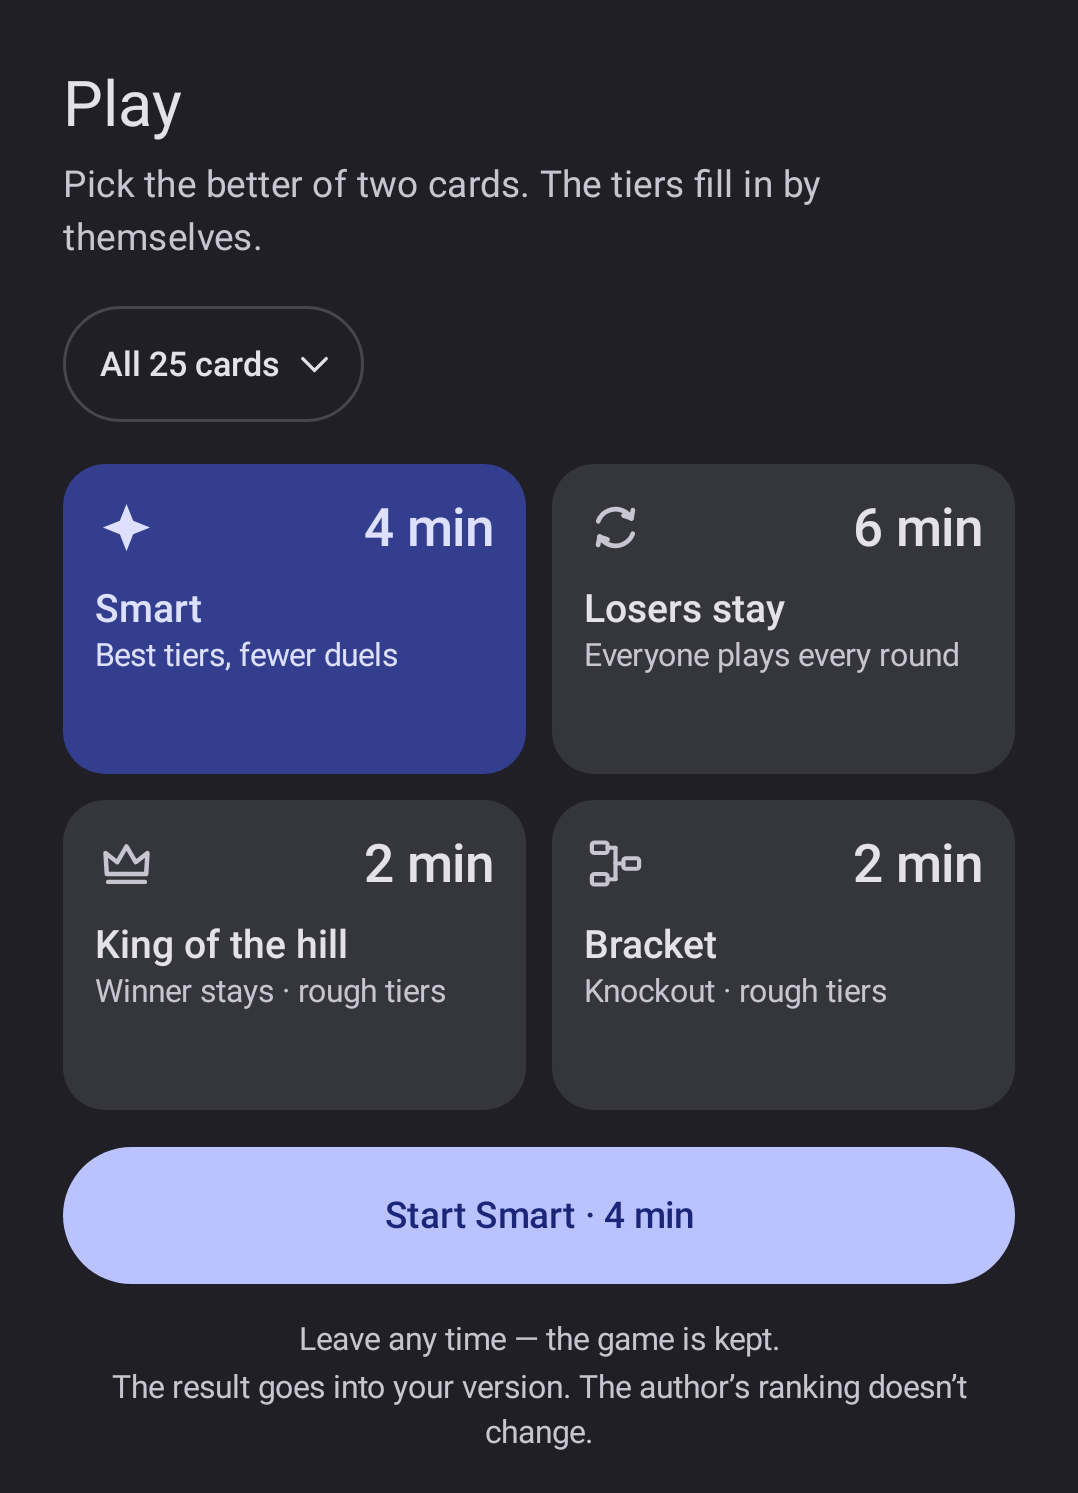 Play
Pick the better of two cards. The tiers fill in by
themselves.
All 25 cards
4 min
Smart
Best tiers, fewer duels
6 min
Losers stay
Everyone plays every round
2 min
King of the hill
Winner stays · rough tiers
2 min
Bracket
Knockout · rough tiers
Start Smart · 4 min
Leave any time — the game is kept.
The result goes into your version. The author’s ranking doesn’t
change.